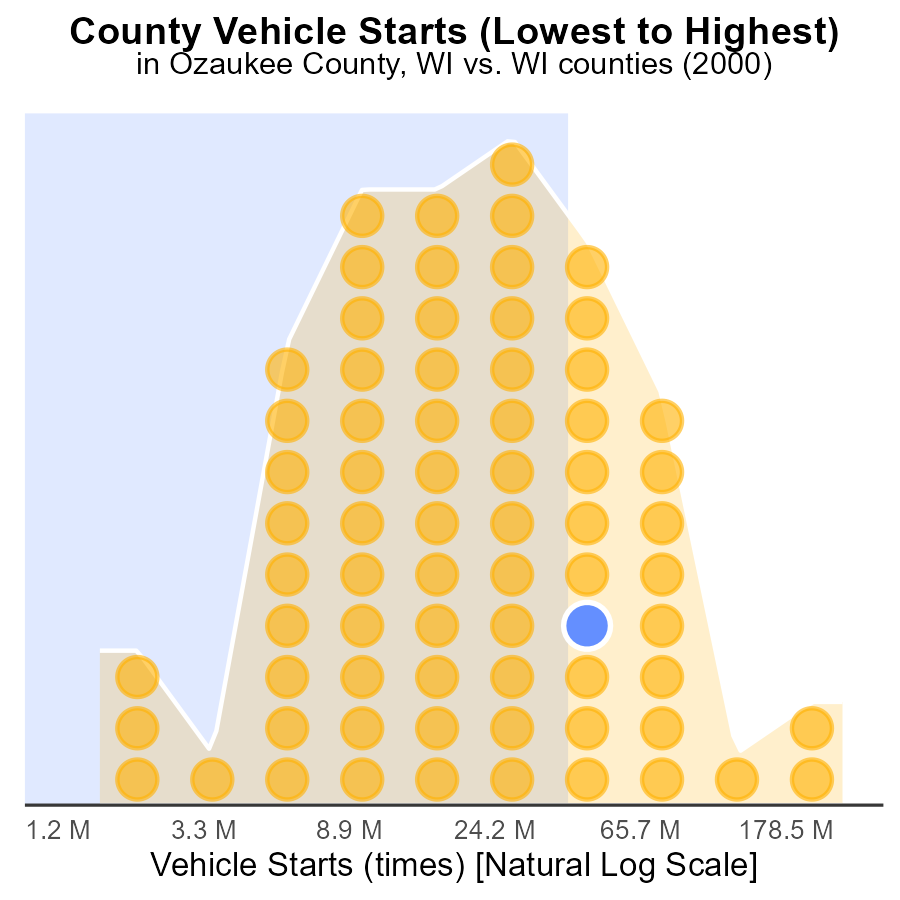 County Vehicle Starts (Lowest to Highest)
in Ozaukee County, WI vs. WI counties (2000)
1.2 M 3.3 M 8.9 M 24.2 M 65.7 M 178.5 M
Vehicle Starts (times) [Natural Log Scale]